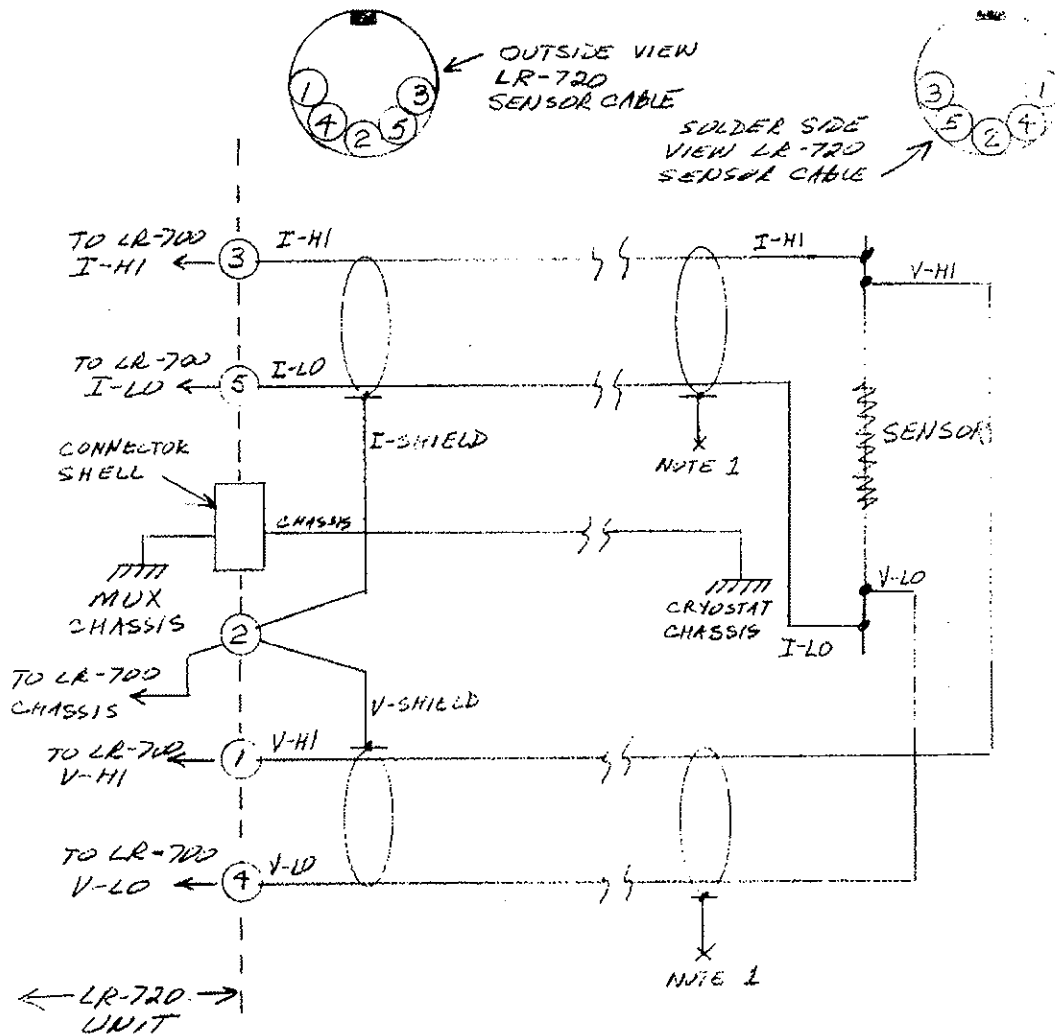 OUTSIDE VIEW
LR-720
SENSOR CABLE
1
4
2
5
3
SOLDER SIDE
VIEW LR-720
SENSOR CABLE
3
5
2
4
1
TO LR-700
I-HI
3
I-HI
I-HI
V-HI
TO LR-700
I-LO
5
I-LO
I-SHIELD
NOTE 1
SENSOR
CONNECTOR
SHELL
CHASSIS
MUX
CHASSIS
CRYOSTAT
CHASSIS
V-LO
I-LO
2
TO LR-700
CHASSIS
V-SHIELD
TO LR-700
V-HI
1
V-HI
TO LR-700
V-LO
4
V-LO
NOTE 1
LR-720
UNIT